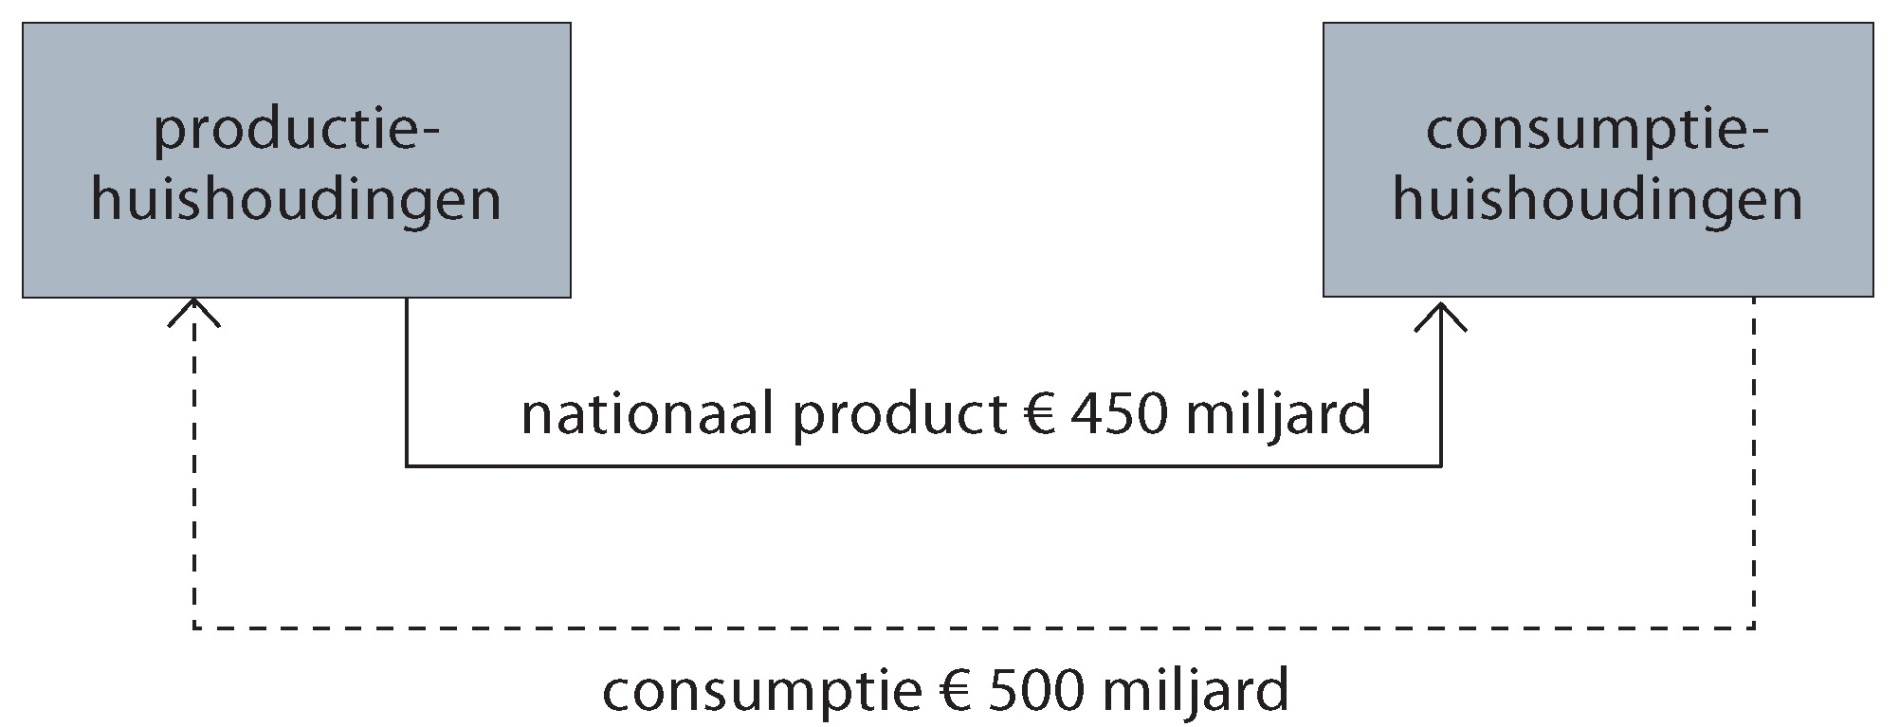 productie-
huishoudingen
consumptie-
huishoudingen
nationaal product € 450 miljard
consumptie € 500 miljard